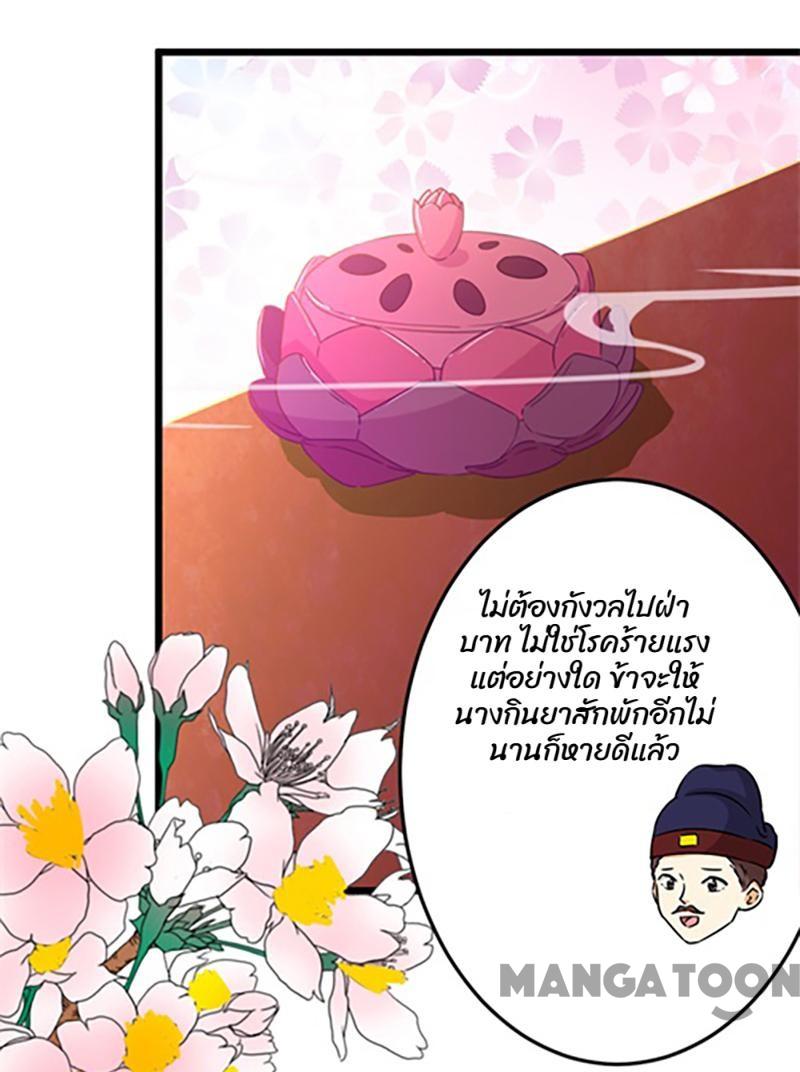 ไม่ต้องกังวลไปฝ่า
บาท ไม่ใช่โรคร้ายแรง
แต่อย่างใด ข้าจะให้
นางกินยาสักพักอีกไม่
นานก็หายดีแล้ว
MANGATOON